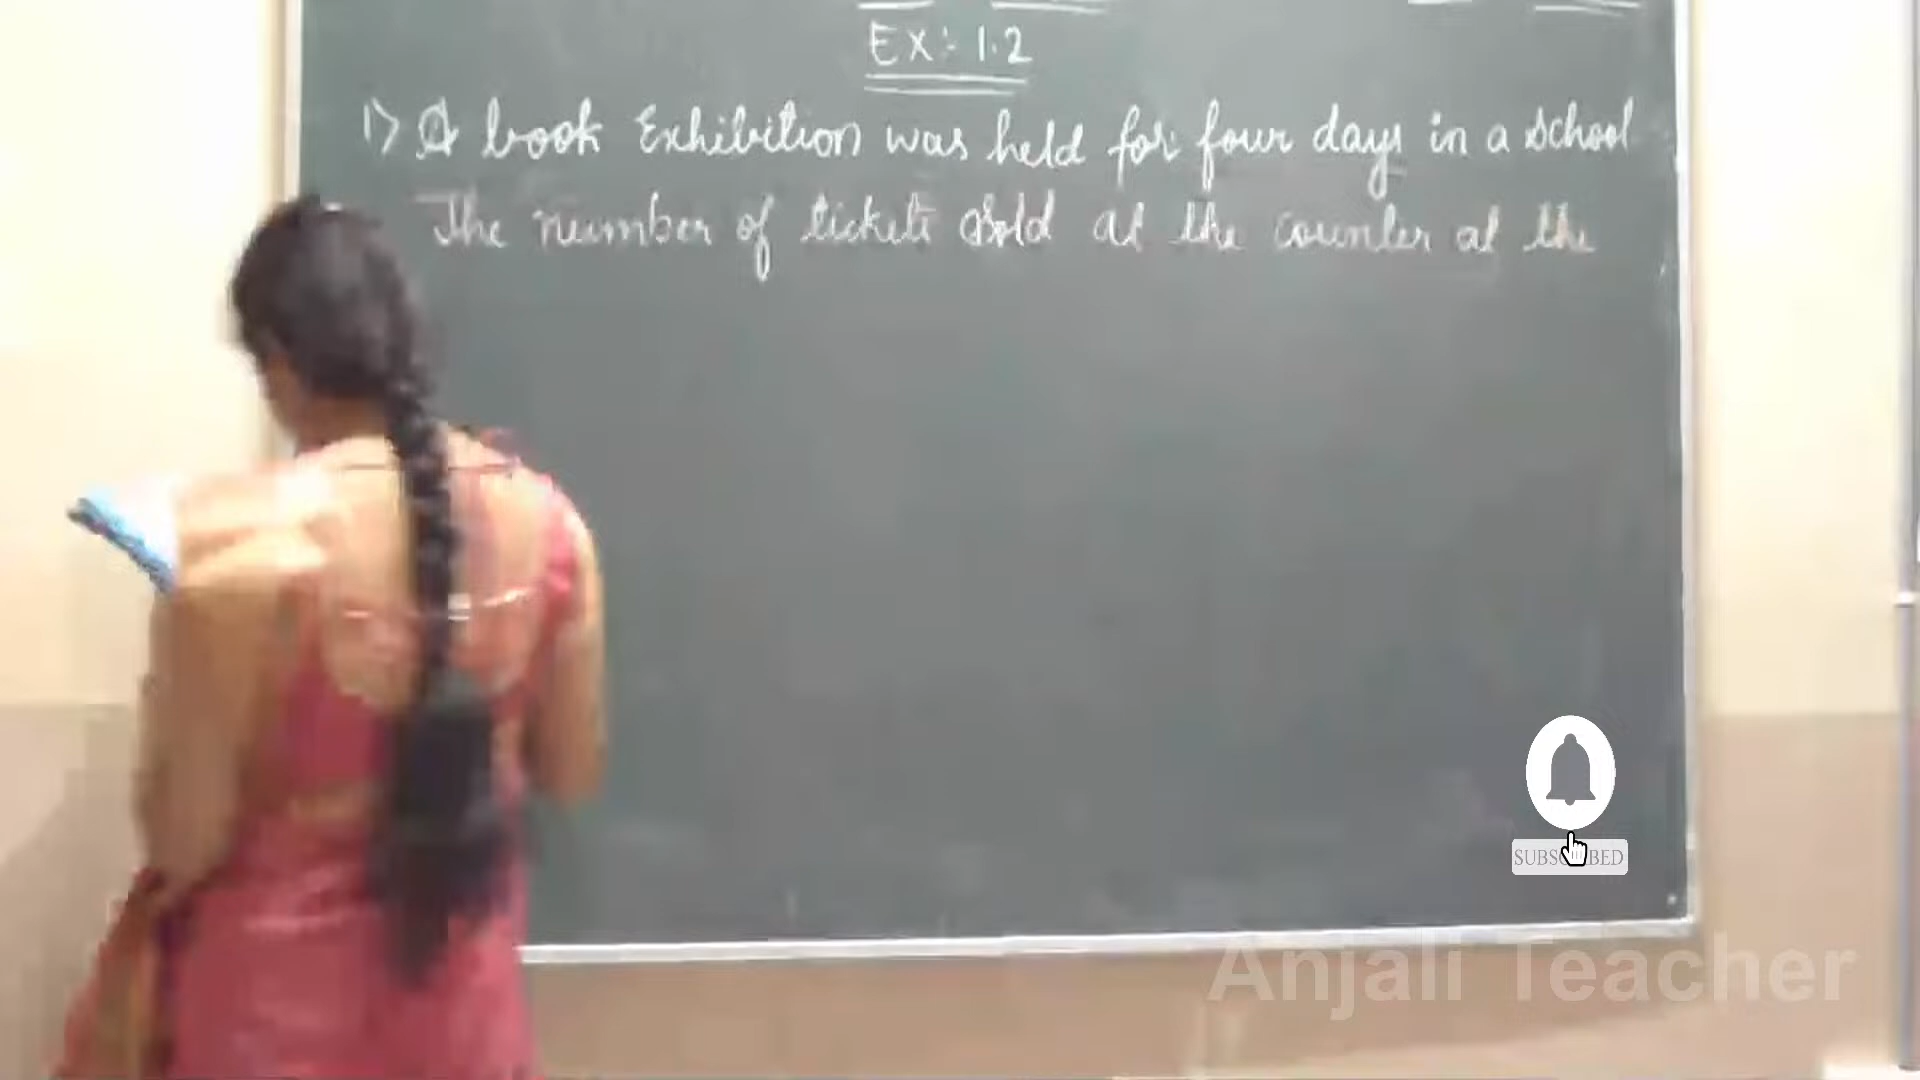 Ex:- 1.2
1) A book Exhibition was held for four days in a school
The number of tickets sold at the counter at the
SUBSCRIBED
Anjali Teacher